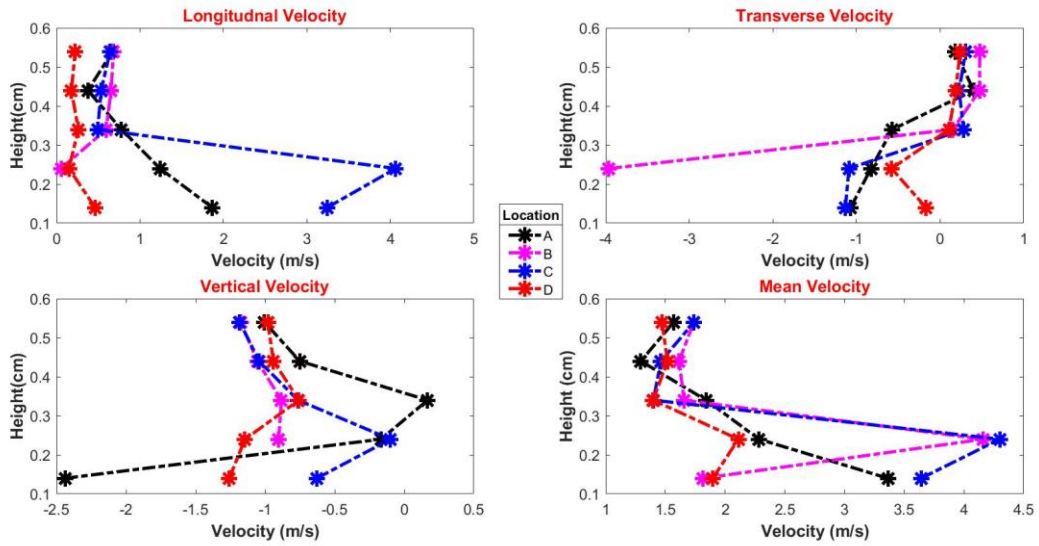 Longitudnal Velocity
Height(cm)
0.6
0.5
0.4
0.3
0.2
0.1
0 1 2 3 4 5
Velocity (m/s)
Transverse Velocity
Height(cm)
0.6
0.5
0.4
0.3
0.2
0.1
-4 -3 -2 -1 0 1
Velocity (m/s)
Location
A
B
C
D
Vertical Velocity
Height(cm)
0.6
0.5
0.4
0.3
0.2
0.1
-2.5 -2 -1.5 -1 -0.5 0 0.5
Velocity (m/s)
Mean Velocity
Height (cm)
0.6
0.5
0.4
0.3
0.2
0.1
1 1.5 2 2.5 3 3.5 4 4.5
Velocity (m/s)